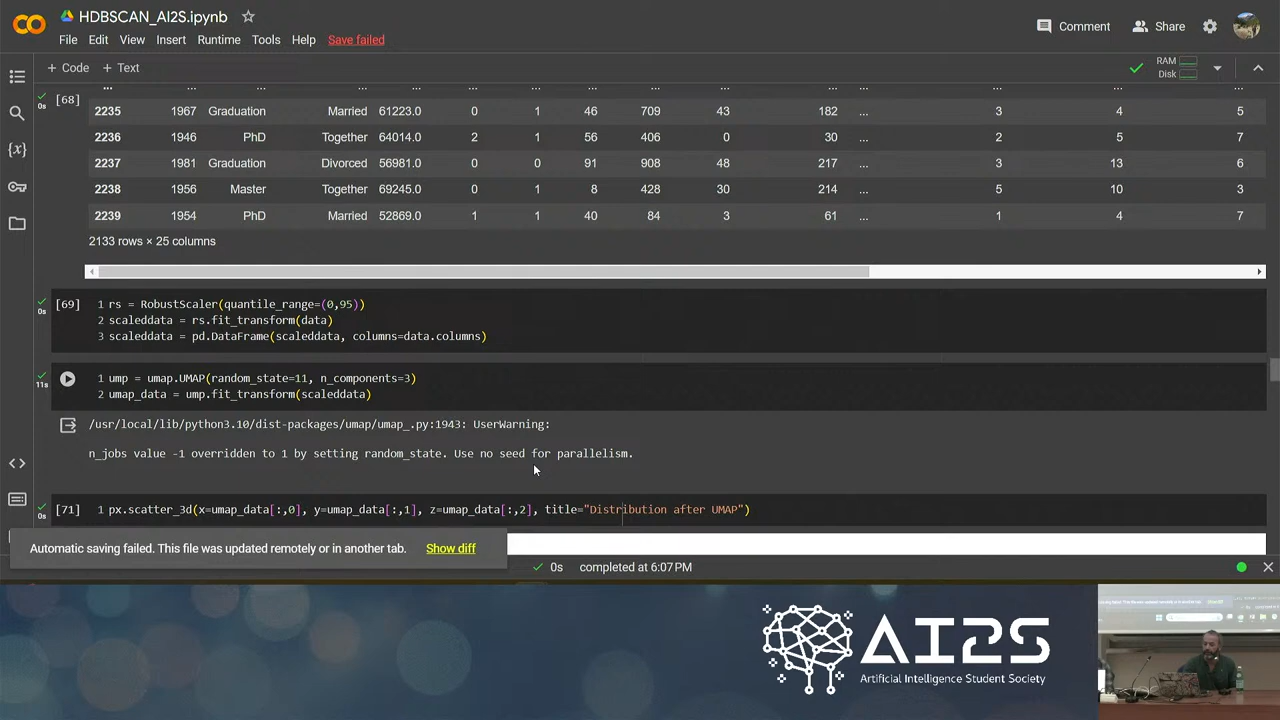 HDBSCAN_AI2S.ipynb
File Edit View Insert Runtime Tools Help Save failed
Comment Share
+ Code + Text
RAM
Disk
[68]
... ... ... ... ... ... ... ... ... ... ... ... ... ...
2235 1967 Graduation Married 61223.0 0 1 46 709 43 182 ... 3 4 5
2236 1946 PhD Together 64014.0 2 1 56 406 0 30 ... 2 5 7
2237 1981 Graduation Divorced 56981.0 0 0 91 908 48 217 ... 3 13 6
2238 1956 Master Together 69245.0 0 1 8 428 30 214 ... 5 10 3
2239 1954 PhD Married 52869.0 1 1 40 84 3 61 ... 1 4 7
2133 rows × 25 columns
0s
[69] 1 rs = RobustScaler(quantile_range=(0,95))
2 scaleddata = rs.fit_transform(data)
3 scaleddata = pd.DataFrame(scaleddata, columns=data.columns)
0s
1 ump = umap.UMAP(random_state=11, n_components=3)
2 umap_data = ump.fit_transform(scaleddata)
11s
/usr/local/lib/python3.10/dist-packages/umap/umap_.py:1943: UserWarning:
n_jobs value -1 overridden to 1 by setting random_state. Use no seed for parallelism.
[71] 1 px.scatter_3d(x=umap_data[:,0], y=umap_data[:,1], z=umap_data[:,2], title="Distribution after UMAP")
0s
Automatic saving failed. This file was updated remotely or in another tab. Show diff
0s completed at 6:07 PM
AI2S
Artificial Intelligence Student Society